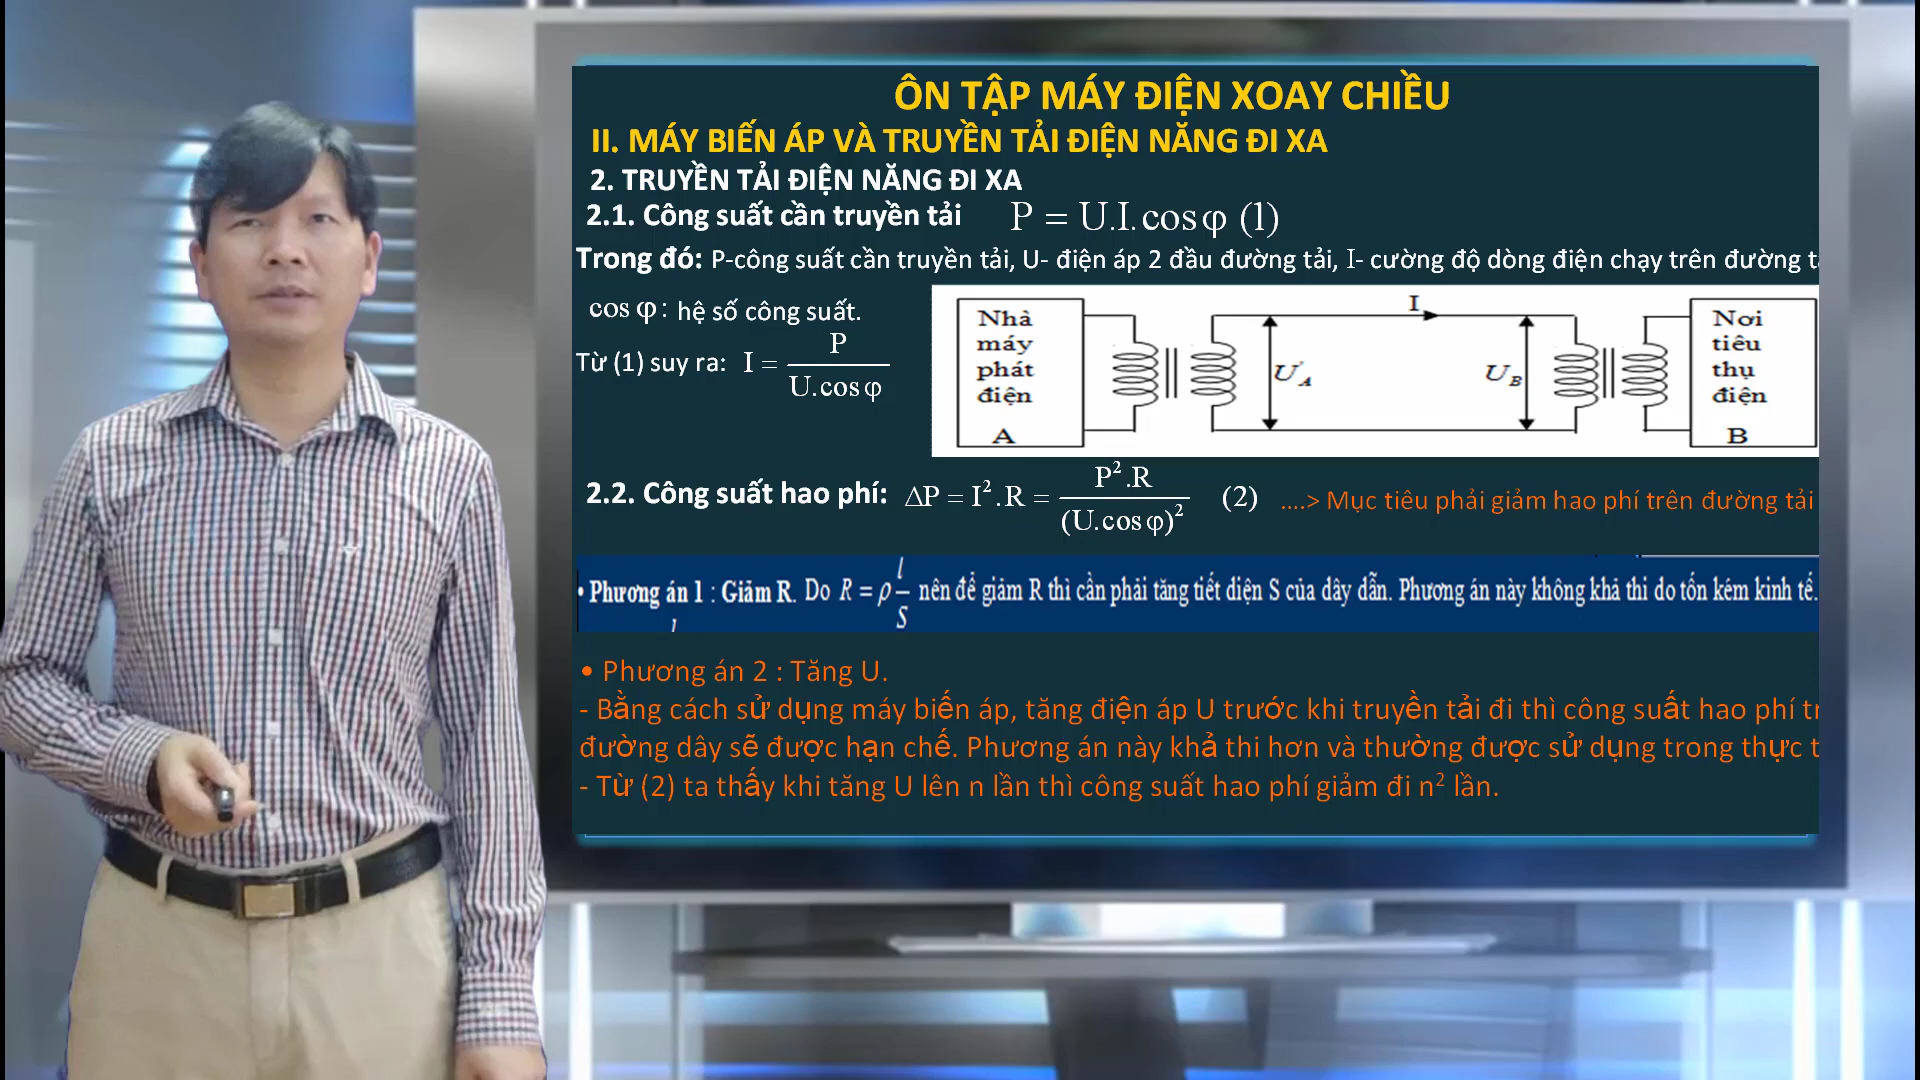 ÔN TẬP MÁY ĐIỆN XOAY CHIỀU
II. MÁY BIẾN ÁP VÀ TRUYỀN TẢI ĐIỆN NĂNG ĐI XA
2. TRUYỀN TẢI ĐIỆN NĂNG ĐI XA
2.1. Công suất cần truyền tải P = U.I.cosφ (1)
Trong đó: P-công suất cần truyền tải, U- điện áp 2 đầu đường tải, I- cường độ dòng điện chạy trên đường
cos φ: hệ số công suất.
Từ (1) suy ra: I = P / U.cosφ
Nhà máy phát điện A
U'A
I
UB
Nơi tiêu thụ điện B
2.2. Công suất hao phí: ΔP = I².R = P².R / (U.cosφ)² (2) ....> Mục tiêu phải giảm hao phí trên đường tải
• Phương án 1 : Giảm R. Do R = ρ l/S nên để giảm R thì cần phải tăng tiết diện S của dây dẫn. Phương án này không khả thi do tốn kém kinh tế.
• Phương án 2 : Tăng U.
- Bằng cách sử dụng máy biến áp, tăng điện áp U trước khi truyền tải đi thì công suất hao phí
đường dây sẽ được hạn chế. Phương án này khả thi hơn và thường được sử dụng trong thực
- Từ (2) ta thấy khi tăng U lên n lần thì công suất hao phí giảm đi n² lần.